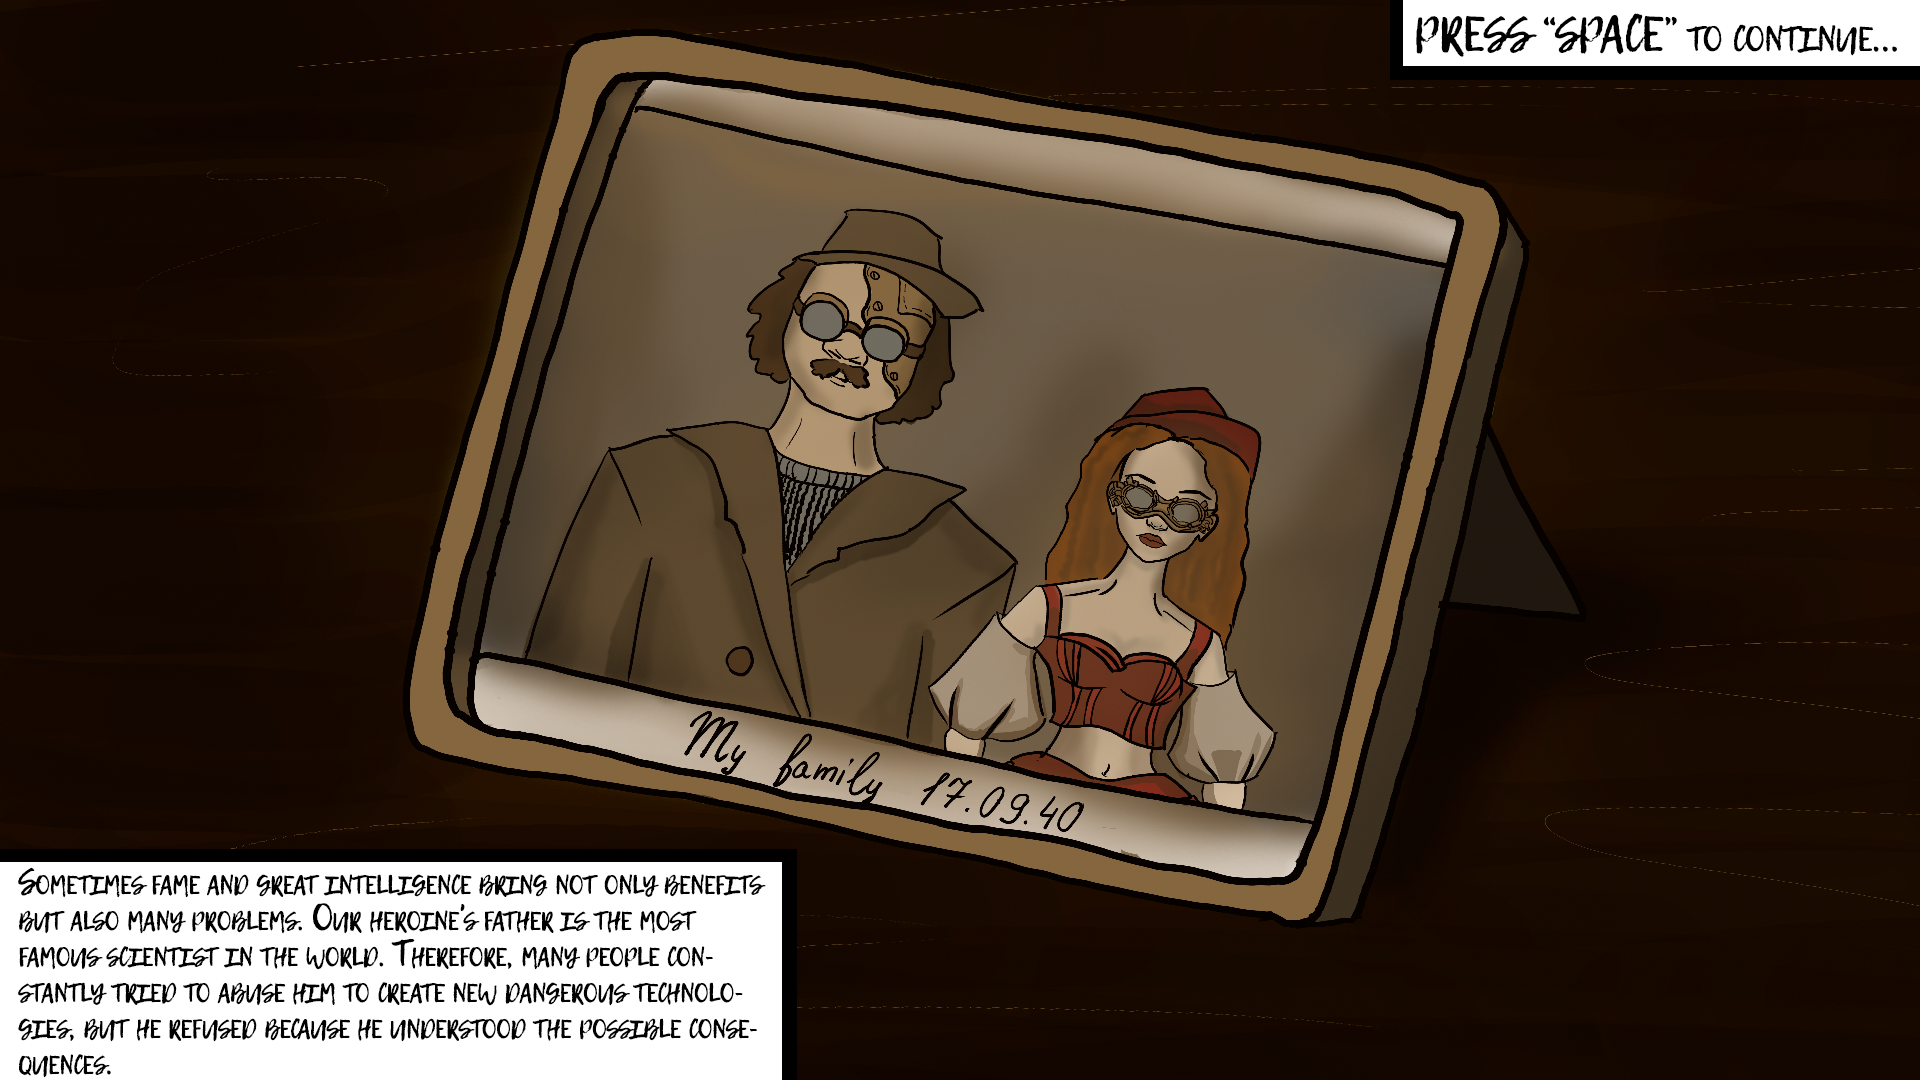 PRESS “SPACE” TO CONTINUE...
My family 17.09.40
SOMETIMES FAME AND GREAT INTELLIGENCE BRING NOT ONLY BENEFITS
BUT ALSO MANY PROBLEMS. OUR HEROINE'S FATHER IS THE MOST
FAMOUS SCIENTIST IN THE WORLD. THEREFORE, MANY PEOPLE CON-
STANTLY TRIED TO ABUSE HIM TO CREATE NEW DANGEROUS TECHNOLO-
GIES, BUT HE REFUSED BECAUSE HE UNDERSTOOD THE POSSIBLE CONSE-
QUENCES.